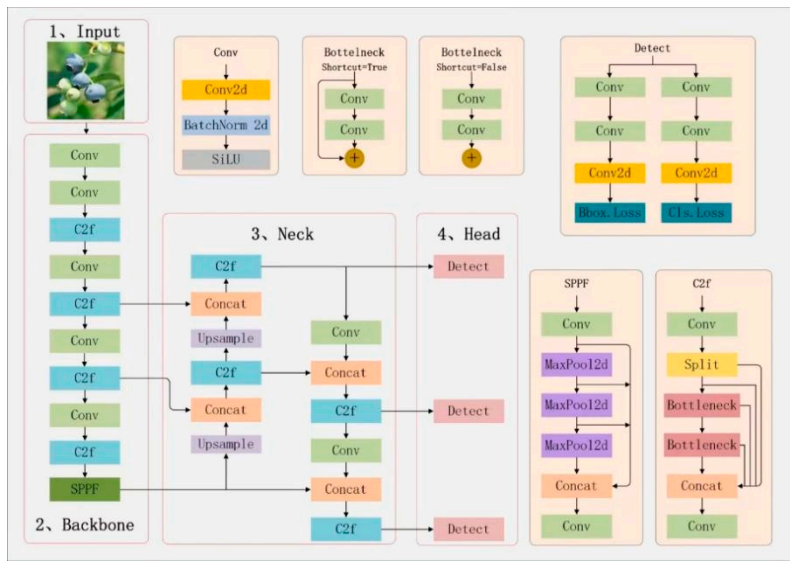 1、Input
Conv
Conv2d
BatchNorm 2d
SiLU
Bottelneck
Shortcut=True
Conv
Conv
+
Bottelneck
Shortcut=False
Conv
Conv
+
Detect
Conv
Conv
Conv
Conv
Conv2d
Conv2d
Bbox.Loss
Cls.Loss
Conv
Conv
C2f
Conv
C2f
Conv
C2f
Conv
C2f
SPPF
2、Backbone
3、Neck
C2f
Concat
Upsample
C2f
Concat
Upsample
Conv
Concat
C2f
Conv
Concat
C2f
4、Head
Detect
Detect
Detect
SPPF
Conv
MaxPool2d
MaxPool2d
MaxPool2d
Concat
Conv
C2f
Conv
Split
Bottleneck
Bottleneck
Concat
Conv